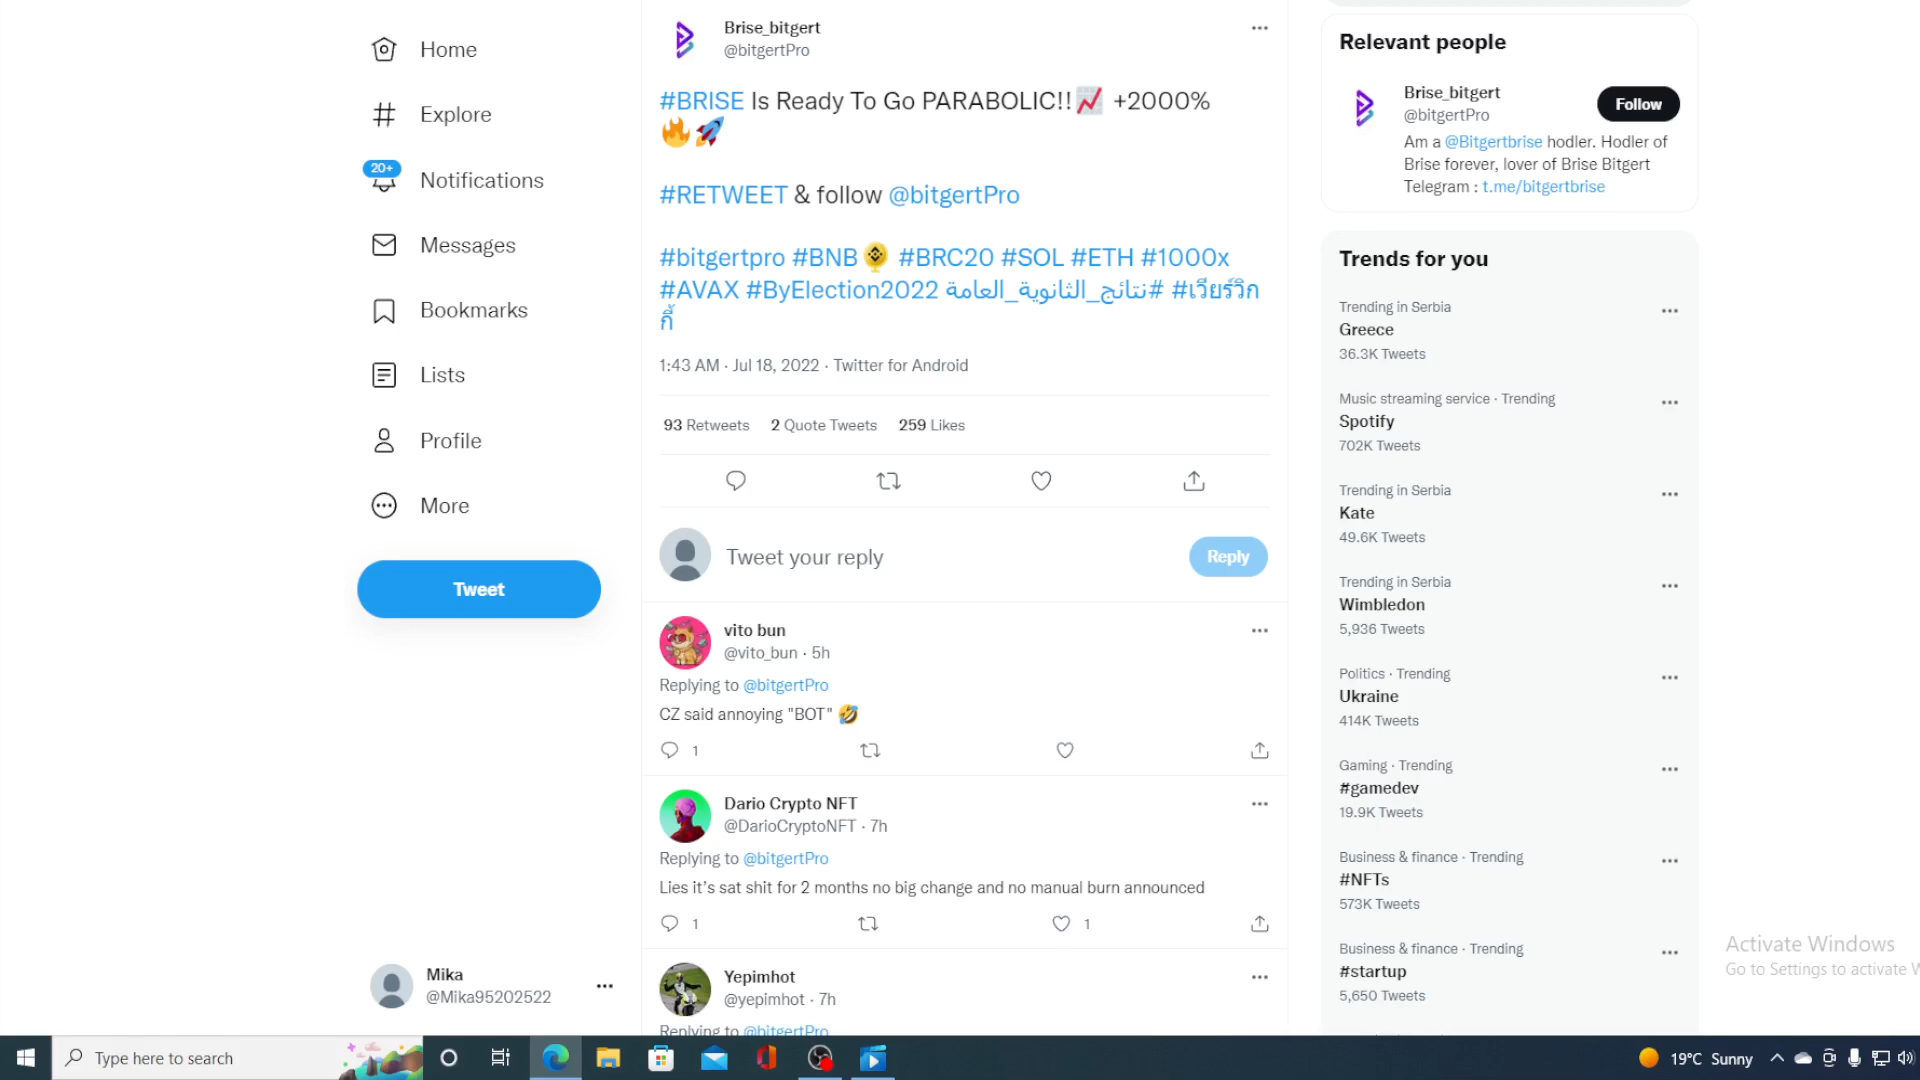 Home
Explore
20+
Notifications
Messages
Bookmarks
Lists
Profile
More
Tweet
Mika
@Mika95202522
Brise_bitgert
@bitgertPro
#BRISE Is Ready To Go PARABOLIC!!📈 +2000%
🔥🚀
#RETWEET & follow @bitgertPro
#bitgertpro #BNB #BRC20 #SOL #ETH #1000x
#AVAX #ByElection2022 #نتائج_الثانوية_العامة #เวียร์วิก
กี้
1:43 AM · Jul 18, 2022 · Twitter for Android
93 Retweets 2 Quote Tweets 259 Likes
Tweet your reply
Reply
vito bun
@vito_bun · 5h
Replying to @bitgertPro
CZ said annoying "BOT" 🤣
1
Dario Crypto NFT
@DarioCryptoNFT · 7h
Replying to @bitgertPro
Lies it’s sat shit for 2 months no big change and no manual burn announced
1 1
Yepimhot
@yepimhot · 7h
Replying to @bitgertPro
Relevant people
Brise_bitgert
@bitgertPro
Follow
Am a @Bitgertbrise hodler. Hodler of
Brise forever, lover of Brise Bitgert
Telegram : t.me/bitgertbrise
Trends for you
Trending in Serbia
Greece
36.3K Tweets
Music streaming service · Trending
Spotify
702K Tweets
Trending in Serbia
Kate
49.6K Tweets
Trending in Serbia
Wimbledon
5,936 Tweets
Politics · Trending
Ukraine
414K Tweets
Gaming · Trending
#gamedev
19.9K Tweets
Business & finance · Trending
#NFTs
573K Tweets
Business & finance · Trending
#startup
5,650 Tweets
Activate Windows
Go to Settings to activate W
Type here to search
19°C Sunny